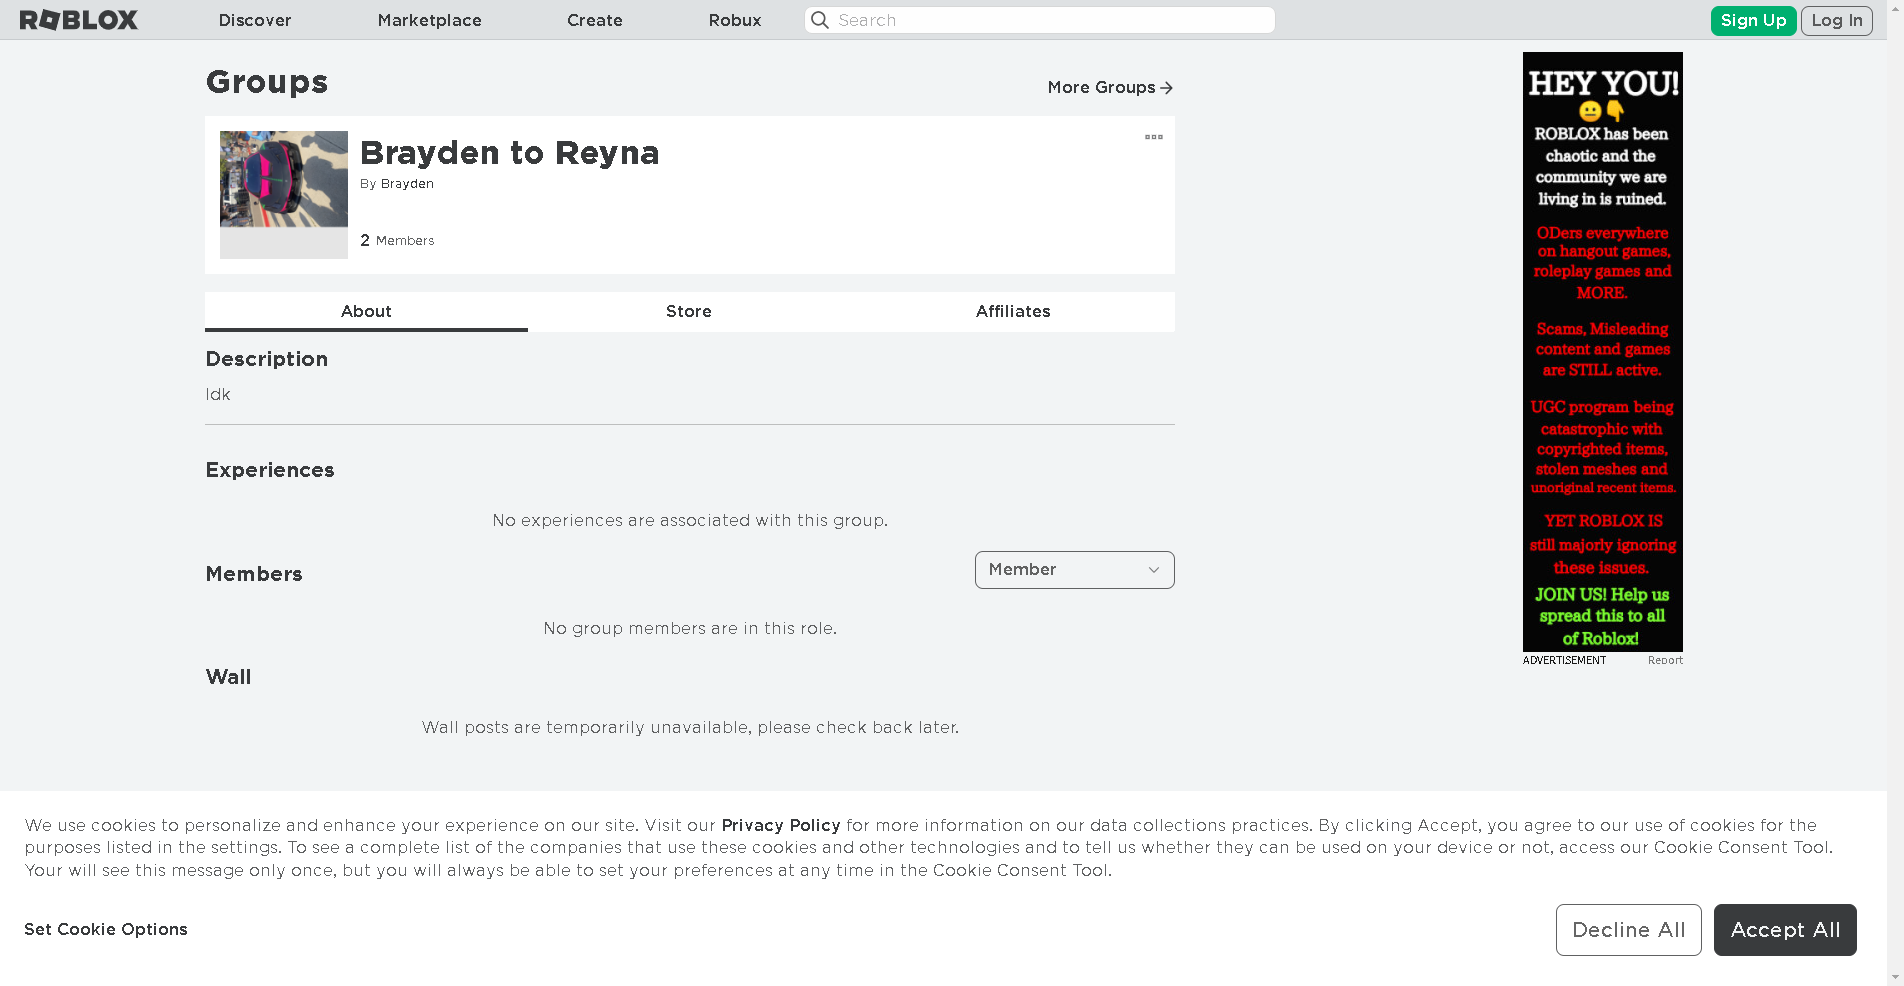 ROBLOX
Discover
Marketplace
Create
Robux
Search
Sign Up
Log In
Groups
More Groups
Brayden to Reyna
By Brayden
2 Members
About
Store
Affiliates
Description
Idk
Experiences
No experiences are associated with this group.
Members
Member
No group members are in this role.
Wall
Wall posts are temporarily unavailable, please check back later.
HEY YOU!
ROBLOX has been
chaotic and the
community we are
living in is ruined.
ODers everywhere
on hangout games,
roleplay games and
MORE.
Scams, Misleading
content and games
are STILL active.
UGC program being
catastrophic with
copyrighted items,
stolen meshes and
unoriginal recent items.
YET ROBLOX IS
still majorly ignoring
these issues.
JOIN US! Help us
spread this to all
of Roblox!
ADVERTISEMENT
Report
We use cookies to personalize and enhance your experience on our site. Visit our Privacy Policy for more information on our data collections practices. By clicking Accept, you agree to our use of cookies for the
purposes listed in the settings. To see a complete list of the companies that use these cookies and other technologies and to tell us whether they can be used on your device or not, access our Cookie Consent Tool.
Your will see this message only once, but you will always be able to set your preferences at any time in the Cookie Consent Tool.
Set Cookie Options
Decline All
Accept All